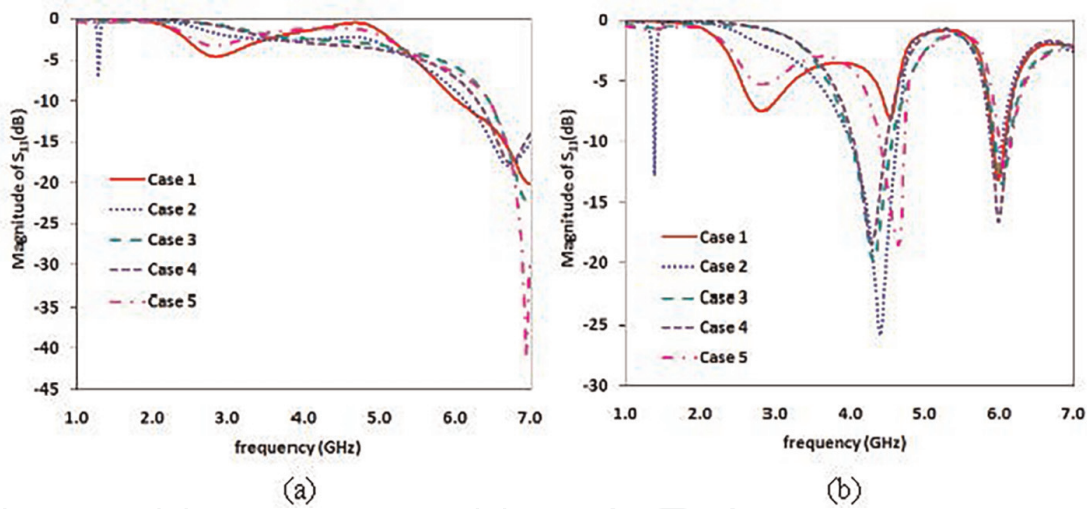 0
-5
-10
-15
-20
-25
-30
-35
-40
-45
Magnitude of S11(dB)
Case 1
Case 2
Case 3
Case 4
Case 5
1.0 2.0 3.0 4.0 5.0 6.0 7.0
frequency (GHz)
(a)
0
-5
-10
-15
-20
-25
-30
Magnitude of S11(dB)
Case 1
Case 2
Case 3
Case 4
Case 5
1.0 2.0 3.0 4.0 5.0 6.0 7.0
frequency (GHz)
(b)